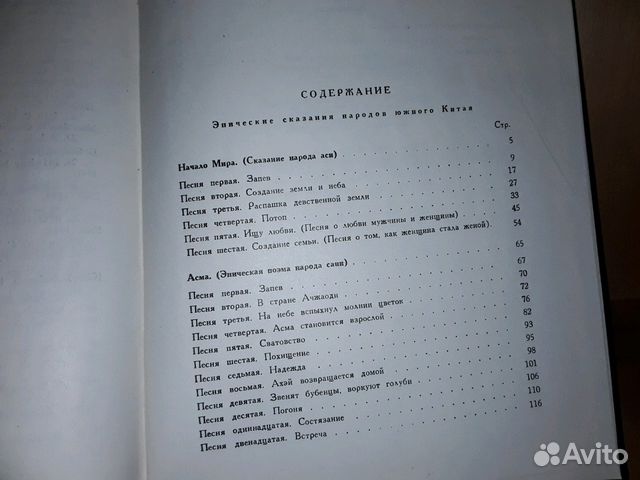 СОДЕРЖАНИЕ
Эпические сказания народов южного Китая
Стр.
Начало Мира. (Сказание народа аси) . . . . . . . 5
Песня первая. Запев . . . . . . . 9
Песня вторая. Создание земли и неба . . . . . . . 17
Песня третья. Распашка девственной земли . . . . . . . 27
Песня четвертая. Потоп . . . . . . . 33
Песня пятая. Ищу любви. (Песня о любви мужчины и женщины) . . . 45
Песня шестая. Создание семьи. (Песня о том, как женщина стала женой). 54
Асма. (Эпическая поэма народа сани) . . . . . . . 65
Песня первая. Запев . . . . . . . 67
Песня вторая. В стране Ачжаоди . . . . . . . 70
Песня третья. На небе вспыхнул молнии цветок . . . . . . . 72
Песня четвертая. Асма становится взрослой . . . . . . . 76
Песня пятая. Сватовство . . . . . . . 82
Песня шестая. Похищение . . . . . . . 93
Песня седьмая. Надежда . . . . . . . 95
Песня восьмая. Ахэй возвращается домой . . . . . . . 98
Песня девятая. Звенят бубенцы, воркуют голуби . . . . . . . 101
Песня десятая. Погоня . . . . . . . 106
Песня одиннадцатая. Состязание . . . . . . . 110
Песня двенадцатая. Встреча . . . . . . . 116
Avito